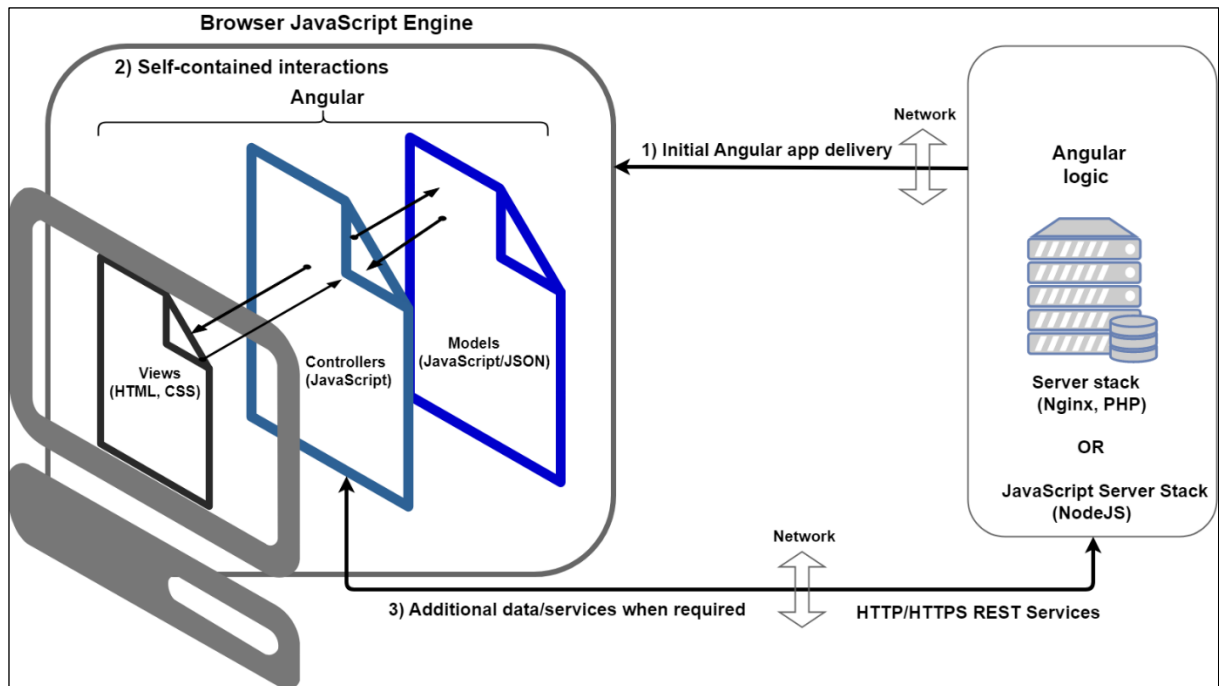 Browser JavaScript Engine
2) Self-contained interactions
Angular
Network
1) Initial Angular app delivery
Angular
logic
Views
(HTML, CSS)
Controllers
(JavaScript)
Models
(JavaScript/JSON)
Server stack
(Nginx, PHP)
OR
JavaScript Server Stack
(NodeJS)
Network
3) Additional data/services when required
HTTP/HTTPS REST Services